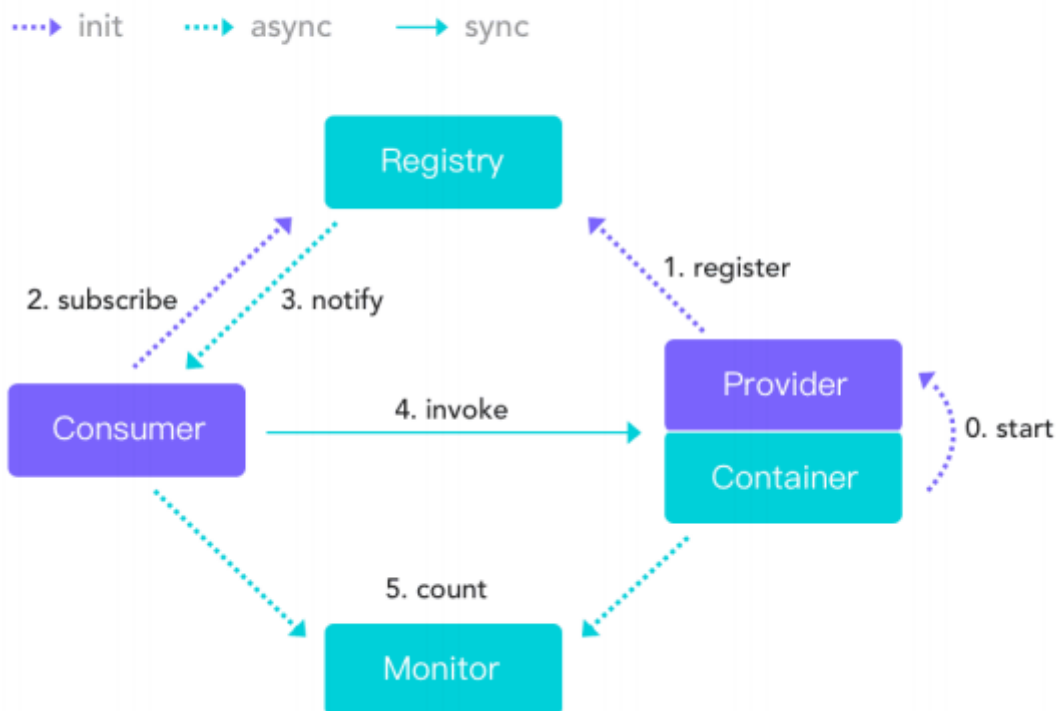 init async sync
Registry
1. register
2. subscribe
3. notify
Provider
4. invoke
0. start
Consumer
Container
5. count
Monitor